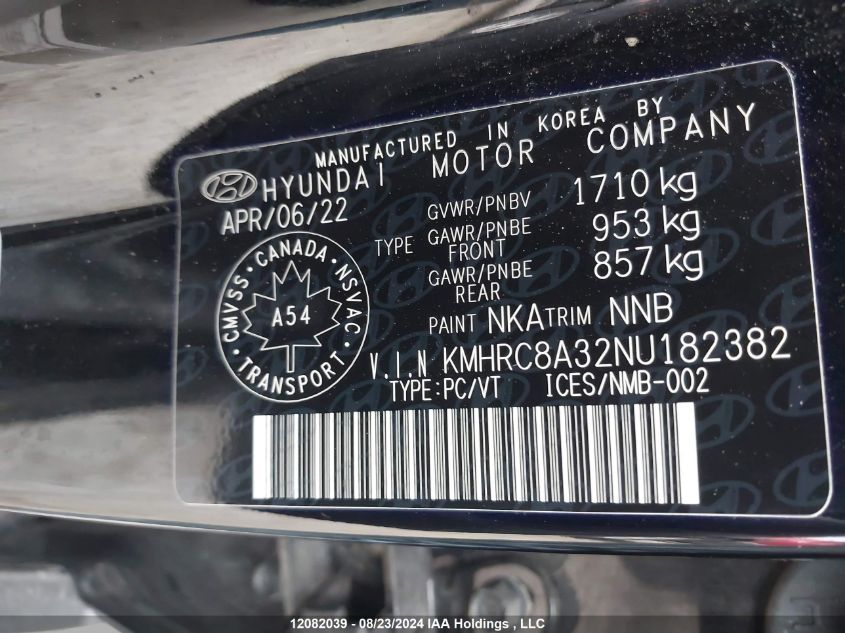 MANUFACTURED IN KOREA BY
HYUNDAI MOTOR COMPANY
APR/06/22
GVWR/PNBV 1710 kg
TYPE GAWR/PNBE FRONT 953 kg
GAWR/PNBE REAR 857 kg
CMVSS • CANADA • NSVAC • TRANSPORT •
A54
PAINT NKA TRIM NNB
V.I.N KMHRC8A32NU182382
TYPE:PC/VT ICES/NMB-002
12082039 - 08/23/2024 IAA Holdings, LLC